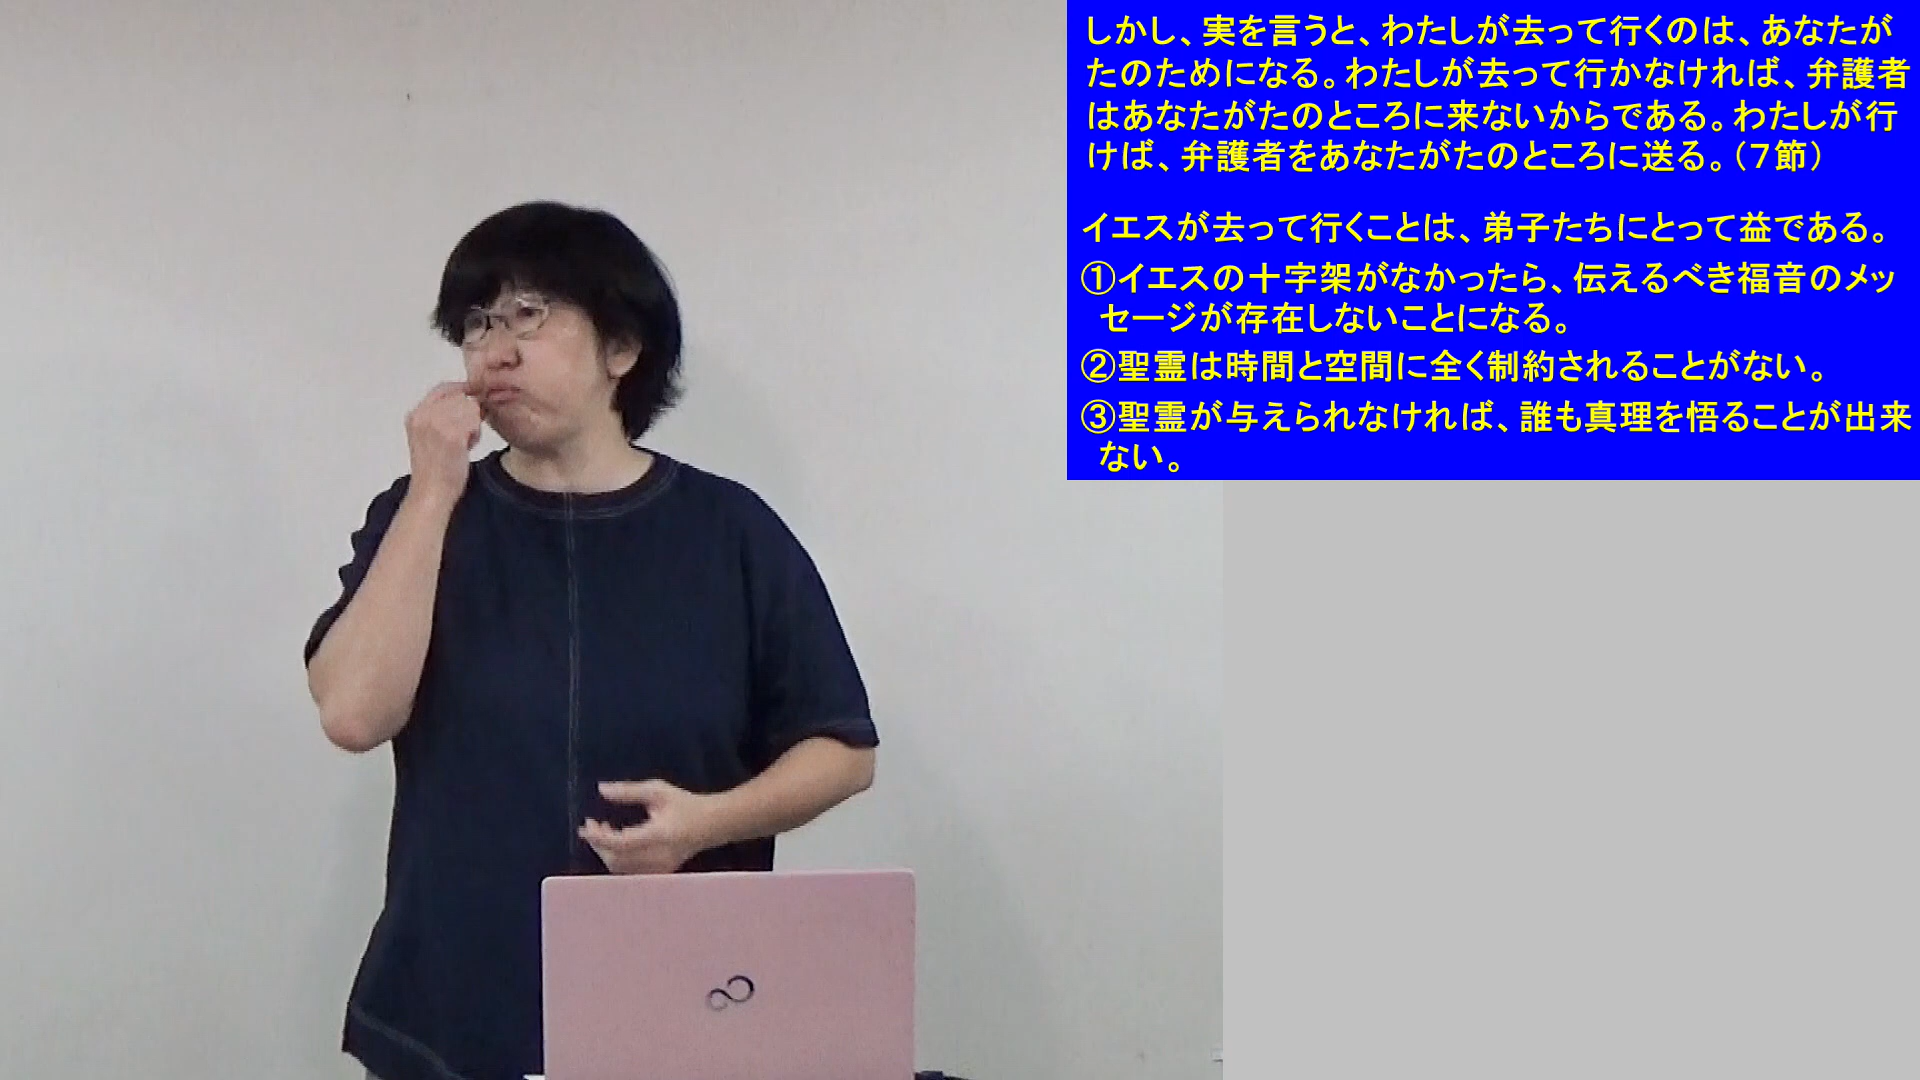 しかし、実を言うと、わたしが去って行くのは、あなたが
たのためになる。わたしが去って行かなければ、弁護者
はあなたがたのところに来ないからである。わたしが行
けば、弁護者をあなたがたのところに送る。（７節）
イエスが去って行くことは、弟子たちにとって益である。
①イエスの十字架がなかったら、伝えるべき福音のメッ
セージが存在しないことになる。
②聖霊は時間と空間に全く制約されることがない。
③聖霊が与えられなければ、誰も真理を悟ることが出来
ない。